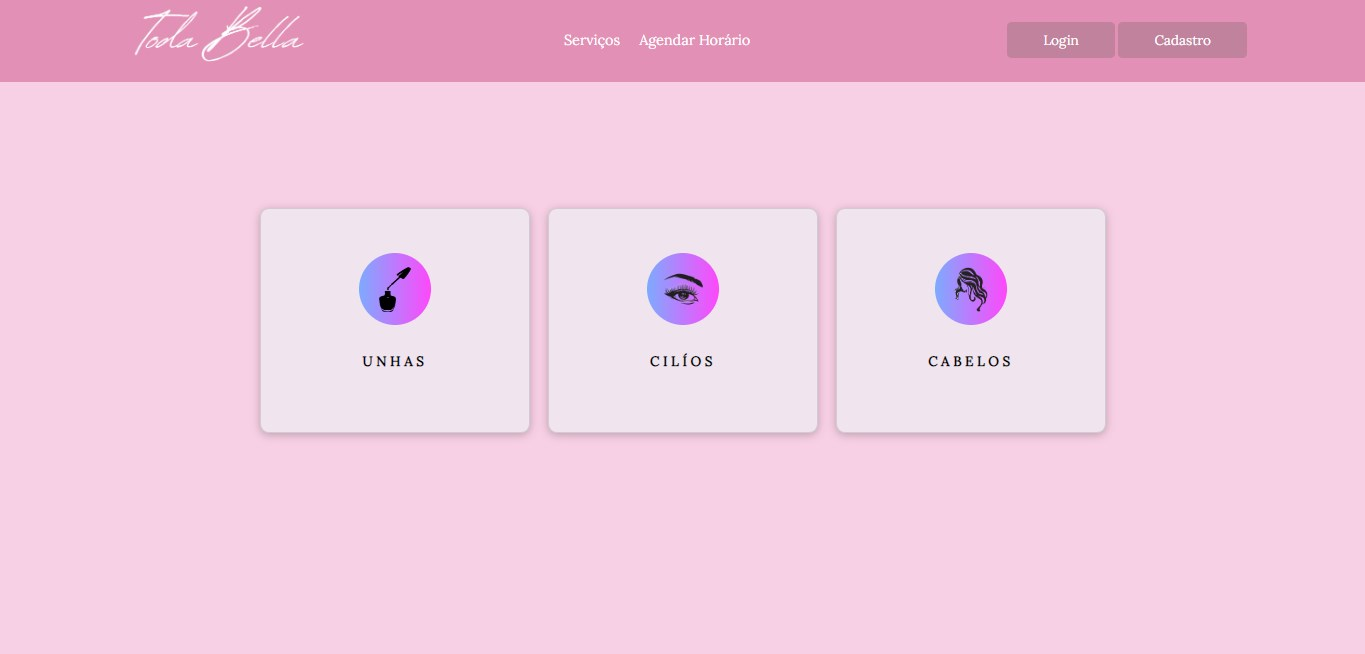 Toda Bella
Serviços Agendar Horário
Login Cadastro
UNHAS
CILÍOS
CABELOS